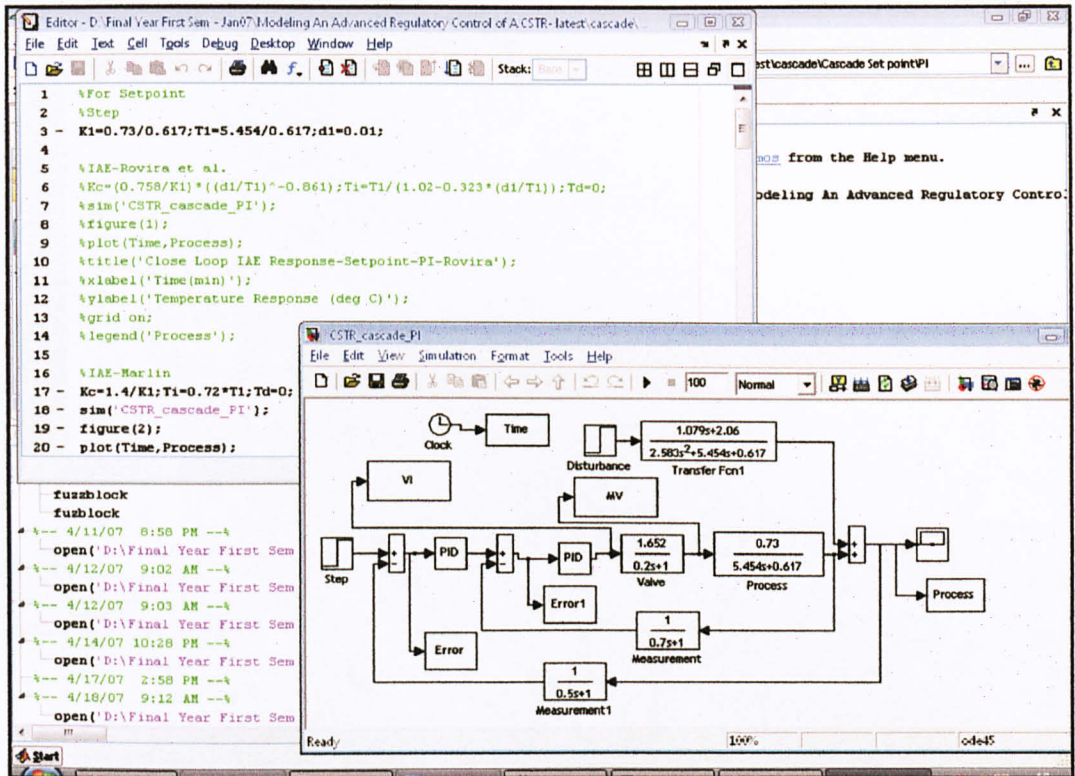 Editor - D:\Final Year First Sem - Jan07\Modeling An Advanced Regulatory Control of A CSTR- latest\cascade\...
File Edit Text Cell Tools Debug Desktop Window Help
Stack: Base
est\cascade\Cascade Set point\PI
1 %For Setpoint
2 %Step
3 - K1=0.73/0.617;T1=5.454/0.617;d1=0.01;
4
5 %IAE-Rovira et al.
6 %Kc=(0.758/K1)*((d1/T1)^-0.861);Ti=T1/(1.02-0.323*(d1/T1));Td=0;
7 %sim('CSTR_cascade_PI');
8 %figure(1);
9 %plot(Time,Process);
10 %title('Close Loop IAE Response-Setpoint-PI-Rovira');
11 %xlabel('Time(min)');
12 %ylabel('Temperature Response (deg C)');
13 %grid on;
14 %legend('Process');
15
16 %IAE-Marlin
17 - Kc=1.4/K1;Ti=0.72*T1;Td=0;
18 - sim('CSTR_cascade_PI');
19 - figure(2);
20 - plot(Time,Process);
mos from the Help menu.
odeling An Advanced Regulatory Contro
fuzzblock
fuzblock
%-- 4/11/07 8:58 PM --%
open('D:\Final Year First Sem
%-- 4/12/07 9:02 AM --%
open('D:\Final Year First Sem
%-- 4/12/07 9:03 AM --%
open('D:\Final Year First Sem
%-- 4/14/07 10:28 PM --%
open('D:\Final Year First Sem
%-- 4/17/07 2:58 PM --%
%-- 4/18/07 9:12 AM --%
open('D:\Final Year First Sem
Start
CSTR_cascade_PI
File Edit View Simulation Format Tools Help
100 Normal
Clock
Time
Disturbance
1.079s+2.06
2.583s2+5.454s+0.617
Transfer Fcn1
VI
MV
Step
PID
PID
1.652
0.2s+1
Valve
0.73
5.454s+0.617
Process
Process
Error1
Error
1
0.7s+1
Measurement
1
0.5s+1
Measurement1
Ready
100%
ode45